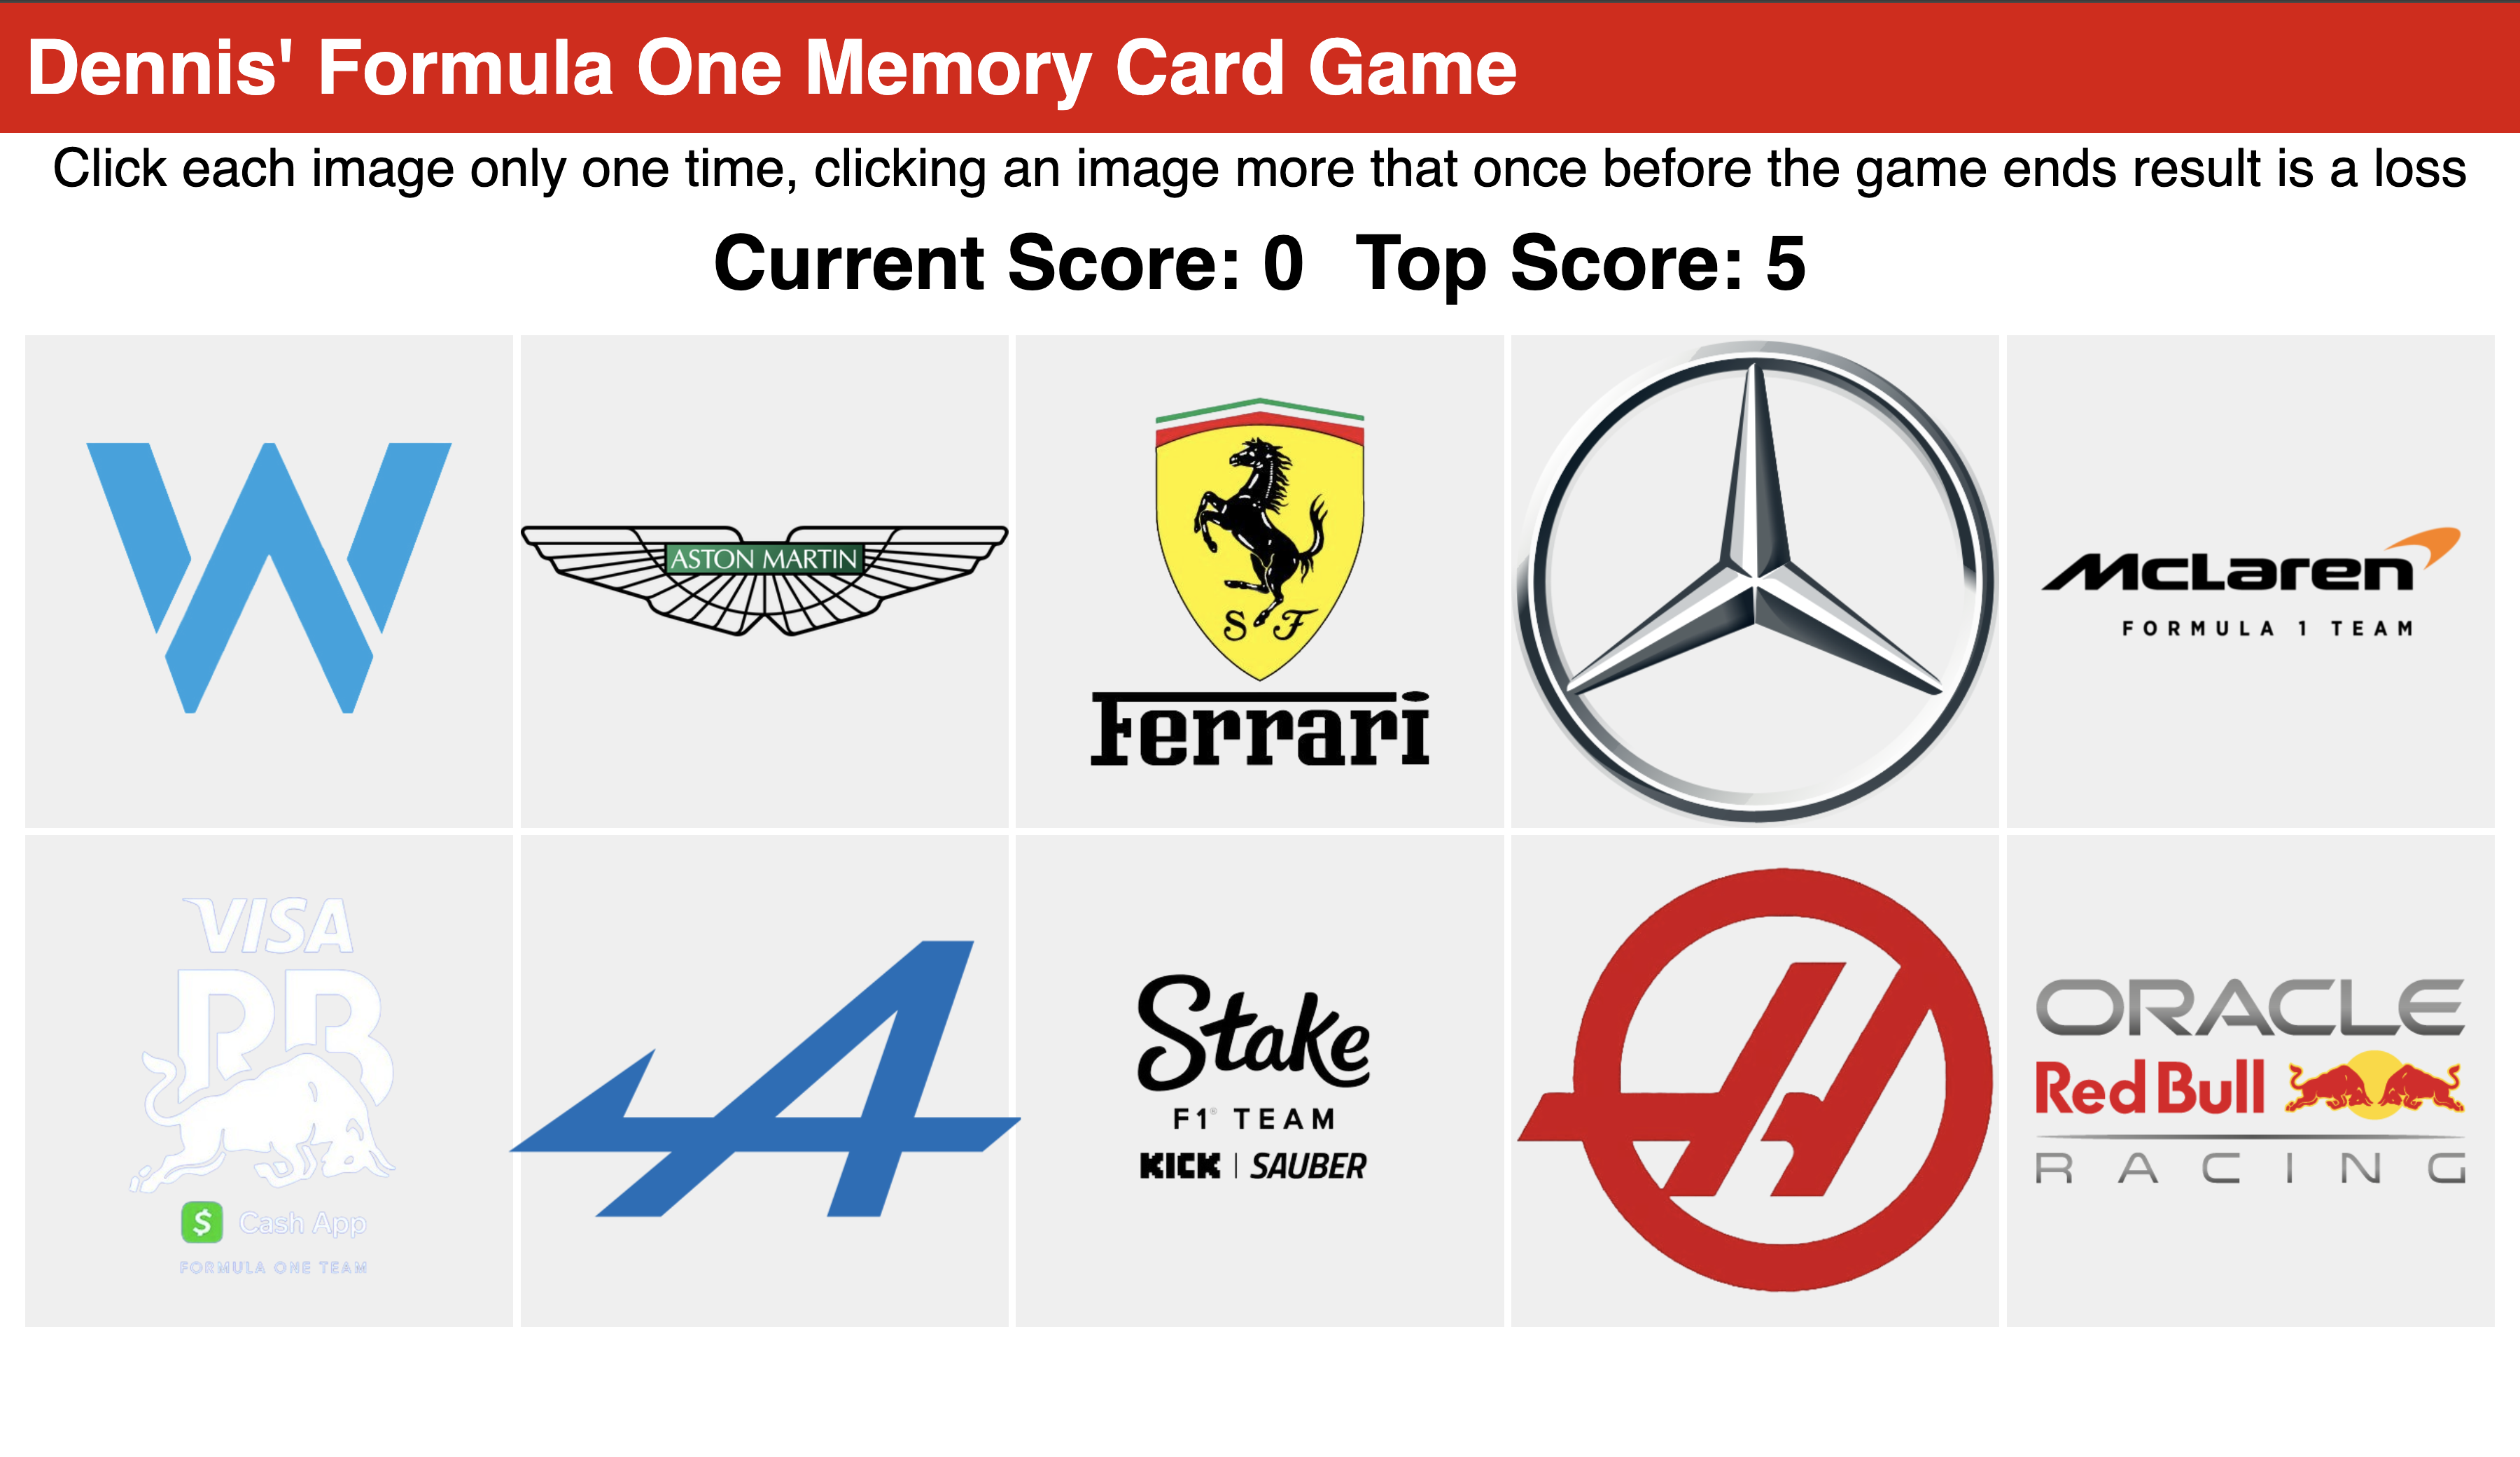 Dennis' Formula One Memory Card Game
Click each image only one time, clicking an image more that once before the game ends result is a loss
Current Score: 0 Top Score: 5
ASTON MARTIN
S F
Ferrari
McLaren
FORMULA 1 TEAM
VISA
RB
$ Cash App
FORMULA ONE TEAM
Stake
F1® TEAM
KICK | SAUBER
ORACLE
Red Bull
RACING